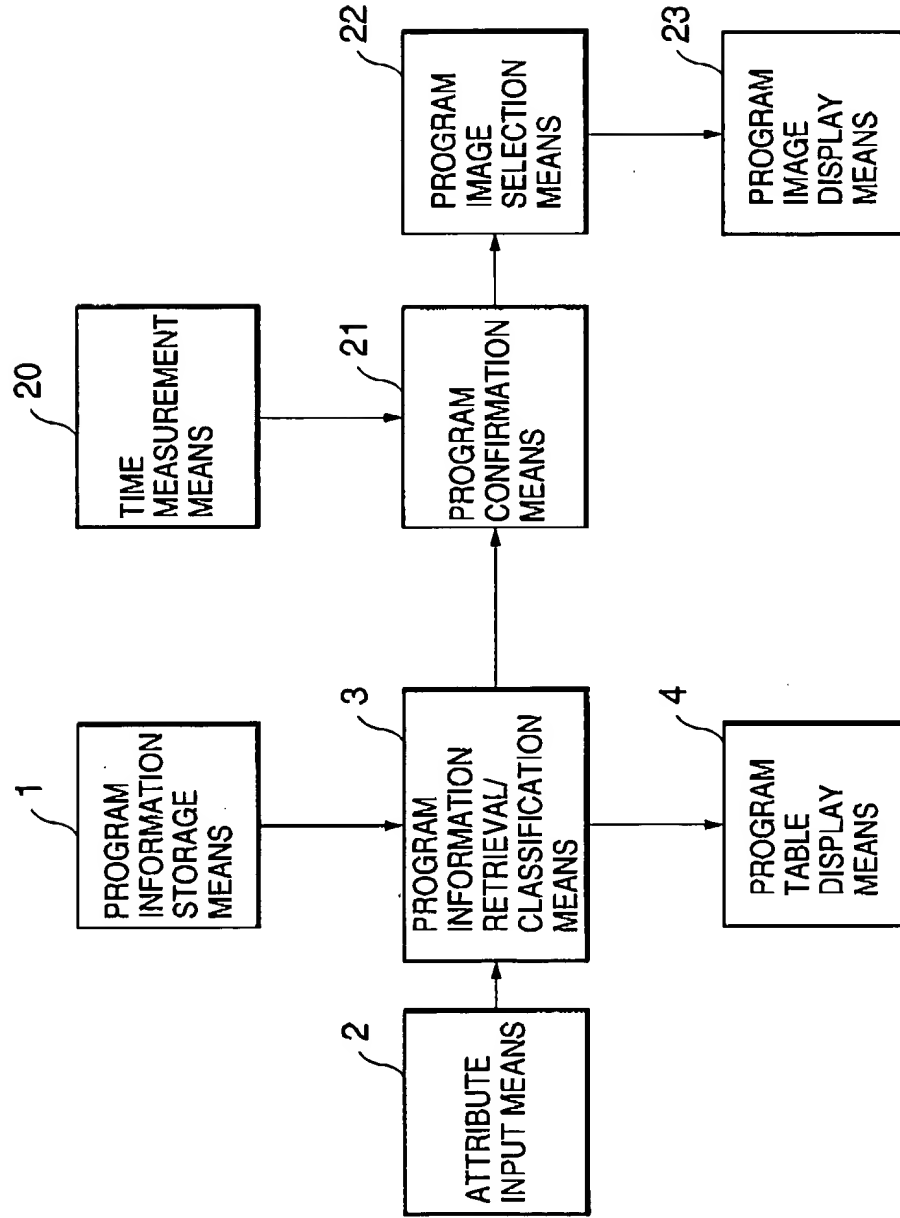 1
PROGRAM
INFORMATION
STORAGE
MEANS
20
TIME
MEASUREMENT
MEANS
2
ATTRIBUTE
INPUT MEANS
3
PROGRAM
INFORMATION
RETRIEVAL/
CLASSIFICATION
MEANS
21
PROGRAM
CONFIRMATION
MEANS
22
PROGRAM
IMAGE
SELECTION
MEANS
4
PROGRAM
TABLE
DISPLAY
MEANS
23
PROGRAM
IMAGE
DISPLAY
MEANS